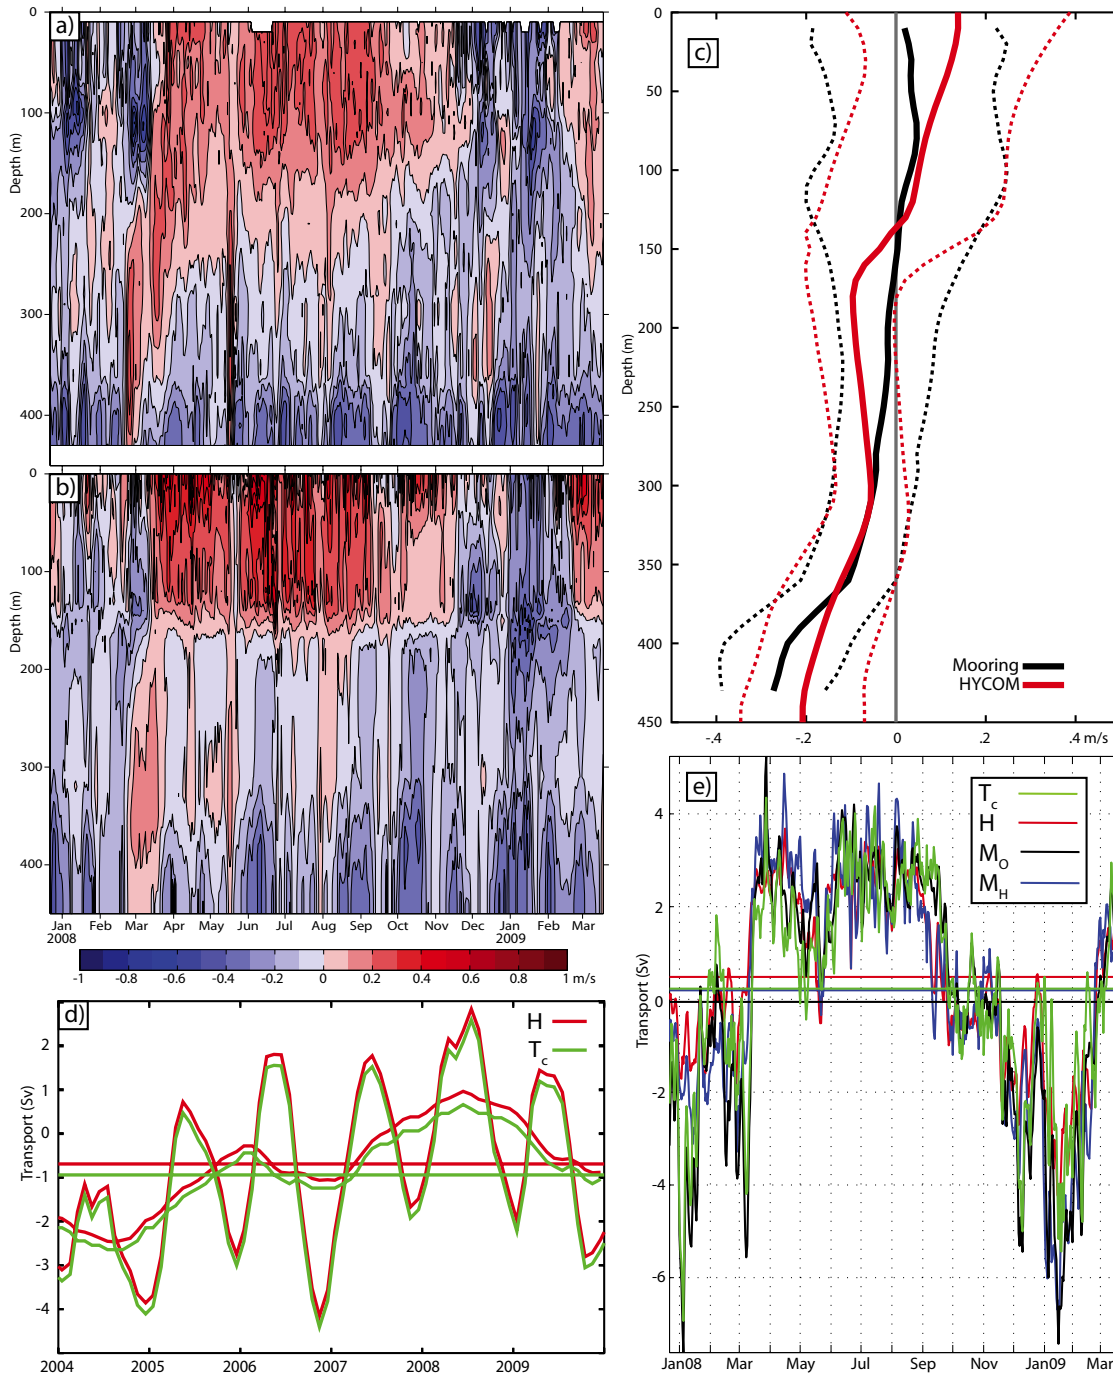 a)
0
100
200
300
400
Depth (m)
b)
0
100
200
300
400
Depth (m)
Jan Feb Mar Apr May Jun Jul Aug Sep Oct Nov Dec Jan Feb Mar
2008 2009
-1 -0.8 -0.6 -0.4 -0.2 0 0.2 0.4 0.6 0.8 1 m/s
c)
0
50
100
150
200
250
300
350
400
450
Depth (m)
Mooring
HYCOM
-.4 -.2 0 .2 .4 m/s
d)
H
Tc
2
1
0
-1
-2
-3
-4
Transport (Sv)
2004 2005 2006 2007 2008 2009
e)
Tc
H
MO
MH
4
2
0
-2
-4
-6
Transport (Sv)
Jan08 Mar May Jul Sep Nov Jan09 Mar